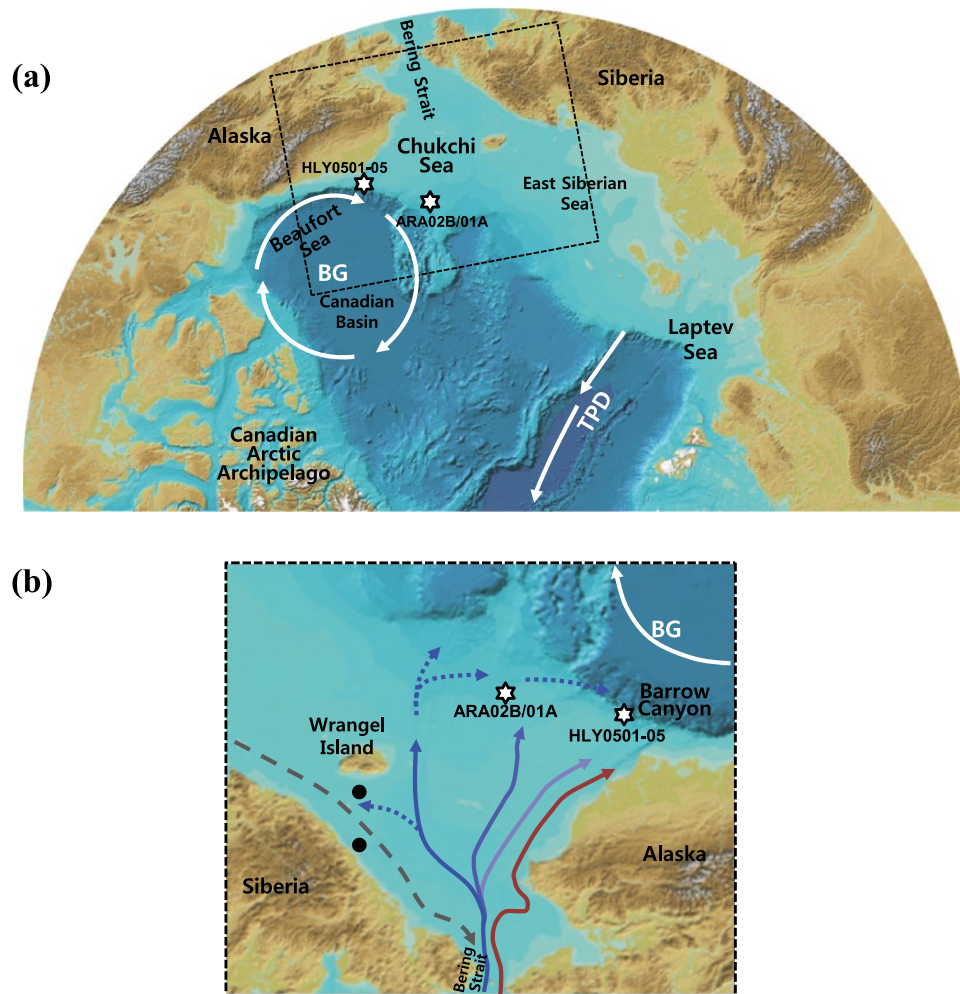 (a)
Bering Strait
Siberia
Alaska
Chukchi
Sea
HLY0501-05
East Siberian
Sea
ARA02B/01A
Beaufort
Sea
BG
Canadian
Basin
Laptev
Sea
TPD
Canadian
Arctic
Archipelago
(b)
BG
Barrow
Canyon
ARA02B/01A
HLY0501-05
Wrangel
Island
Alaska
Siberia
Bering
Strait